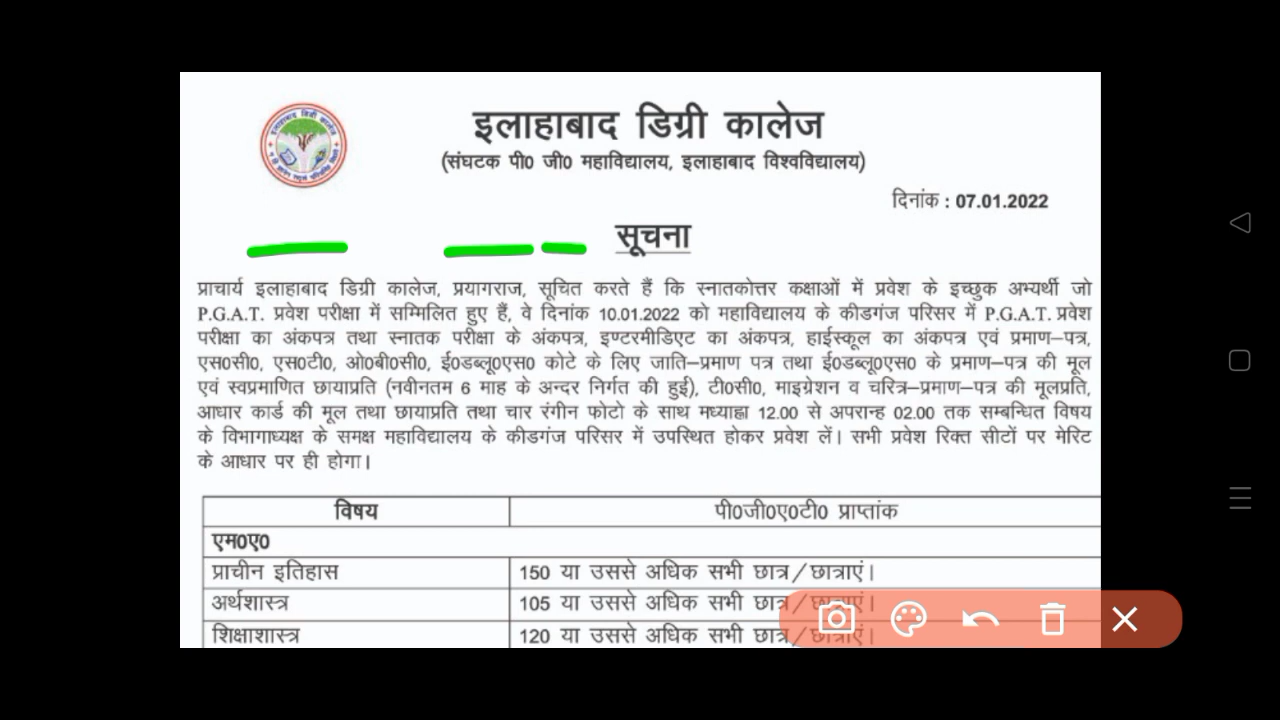 इलाहाबाद डिग्री कालेज
(संघटक पी0 जी0 महाविद्यालय, इलाहाबाद विश्वविद्यालय)
दिनांक : 07.01.2022
सूचना
प्राचार्य इलाहाबाद डिग्री कालेज, प्रयागराज, सूचित करते हैं कि स्नातकोत्तर कक्षाओं में प्रवेश के इच्छुक अभ्यर्थी जो
P.G.A.T. प्रवेश परीक्षा में सम्मिलित हुए हैं, वे दिनांक 10.01.2022 को महाविद्यालय के कीडगंज परिसर में P.G.A.T. प्रवेश
परीक्षा का अंकपत्र तथा स्नातक परीक्षा के अंकपत्र, इण्टरमीडिएट का अंकपत्र, हाईस्कूल का अंकपत्र एवं प्रमाण–पत्र,
एस0सी0, एस0टी0, ओ0बी0सी0, ई0डब्लू0एस0 कोटे के लिए जाति–प्रमाण पत्र तथा ई0डब्लू0एस0 के प्रमाण–पत्र की मूल
एवं स्वप्रमाणित छायाप्रति (नवीनतम 6 माह के अन्दर निर्गत की हुई), टी0सी0, माइग्रेशन व चरित्र–प्रमाण–पत्र की मूलप्रति,
आधार कार्ड की मूल तथा छायाप्रति तथा चार रंगीन फोटो के साथ मध्याह्न 12.00 से अपरान्ह 02.00 तक सम्बन्धित विषय
के विभागाध्यक्ष के समक्ष महाविद्यालय के कीडगंज परिसर में उपस्थित होकर प्रवेश लें। सभी प्रवेश रिक्त सीटों पर मेरिट
के आधार पर ही होगा।
विषय पी0जी0ए0टी0 प्राप्तांक
एम0ए0
प्राचीन इतिहास 150 या उससे अधिक सभी छात्र/छात्राएं।
अर्थशास्त्र 105 या उससे अधिक सभी छात्र/छात्राएं।
शिक्षाशास्त्र 120 या उससे अधिक सभी छात्र/छात्राएं।